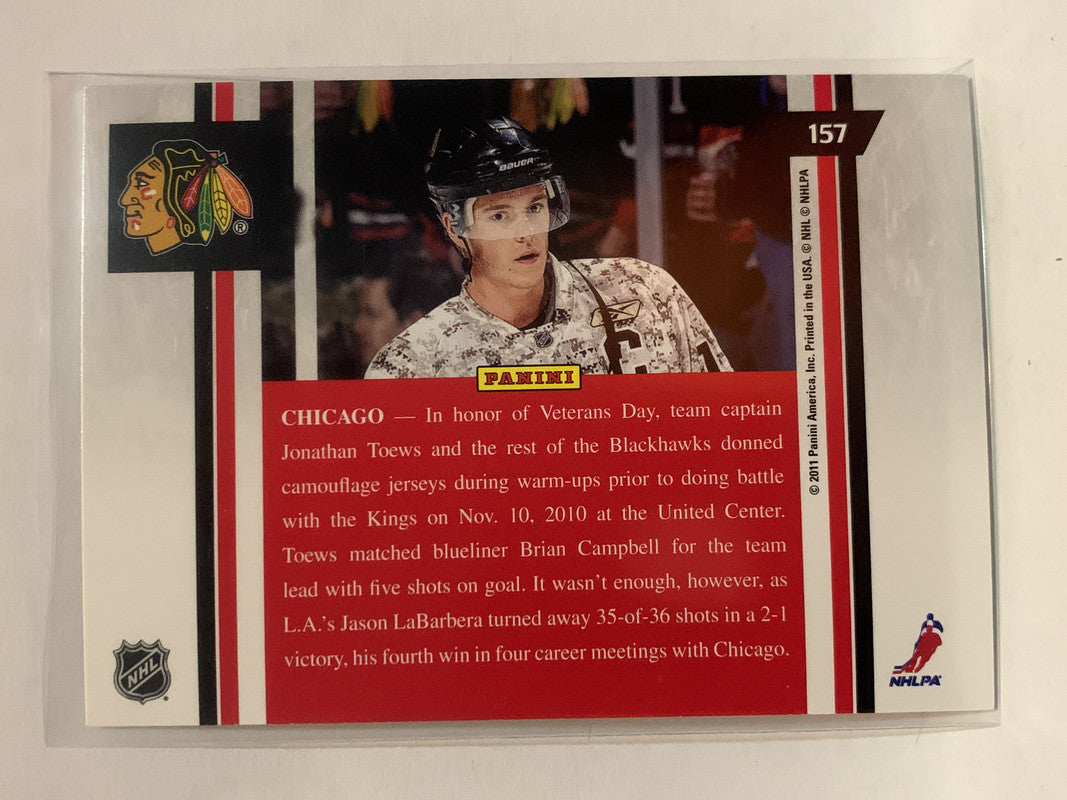 157
BAUER
PANINI
CHICAGO — In honor of Veterans Day, team captain
Jonathan Toews and the rest of the Blackhawks donned
camouflage jerseys during warm-ups prior to doing battle
with the Kings on Nov. 10, 2010 at the United Center.
Toews matched blueliner Brian Campbell for the team
lead with five shots on goal. It wasn't enough, however, as
L.A.'s Jason LaBarbera turned away 35-of-36 shots in a 2-1
victory, his fourth win in four career meetings with Chicago.
© 2011 Panini America, Inc. Printed in the USA. © NHL © NHLPA
®
NHL
NHLPA